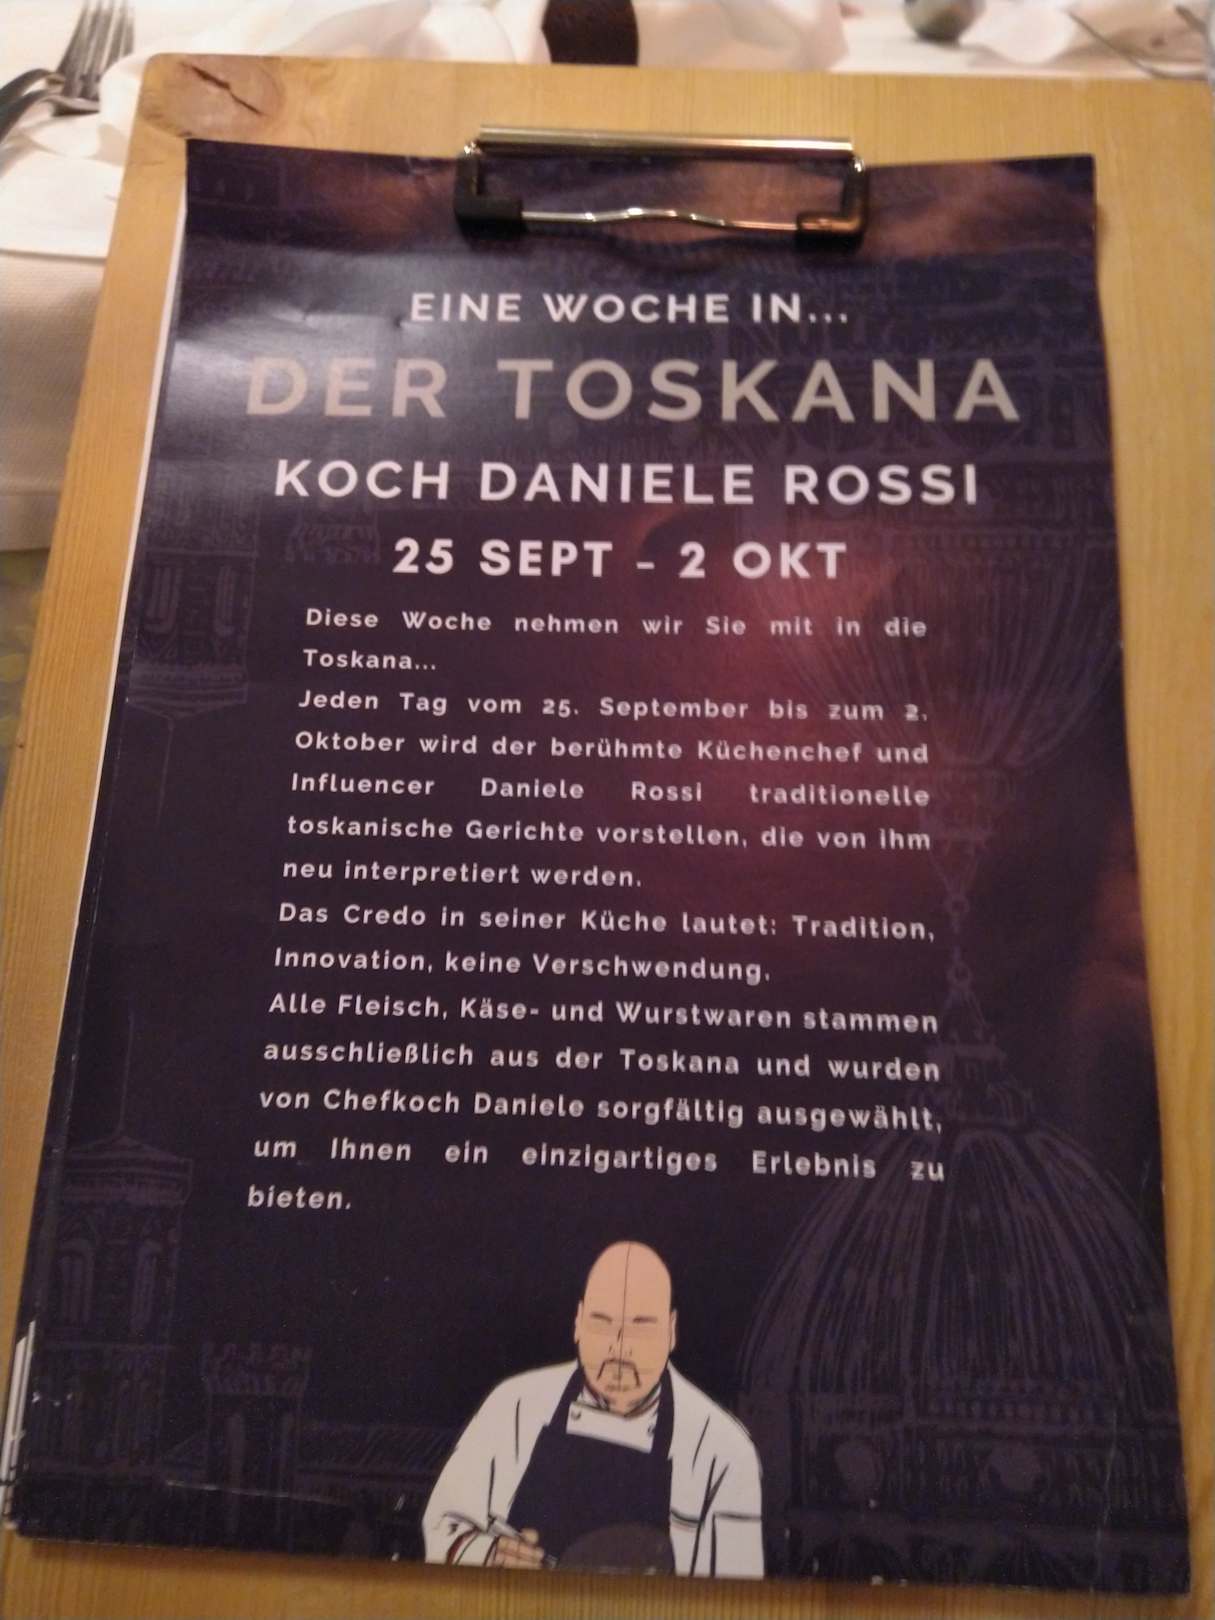 EINE WOCHE IN...
DER TOSKANA
KOCH DANIELE ROSSI
25 SEPT - 2 OKT
Diese Woche nehmen wir Sie mit in die
Toskana...
Jeden Tag vom 25. September bis zum 2.
Oktober wird der berühmte Küchenchef und
Influencer Daniele Rossi traditionelle
toskanische Gerichte vorstellen, die von ihm
neu interpretiert werden.
Das Credo in seiner Küche lautet: Tradition,
Innovation, keine Verschwendung.
Alle Fleisch, Käse- und Wurstwaren stammen
ausschließlich aus der Toskana und wurden
von Chefkoch Daniele sorgfältig ausgewählt,
um Ihnen ein einzigartiges Erlebnis zu
bieten.